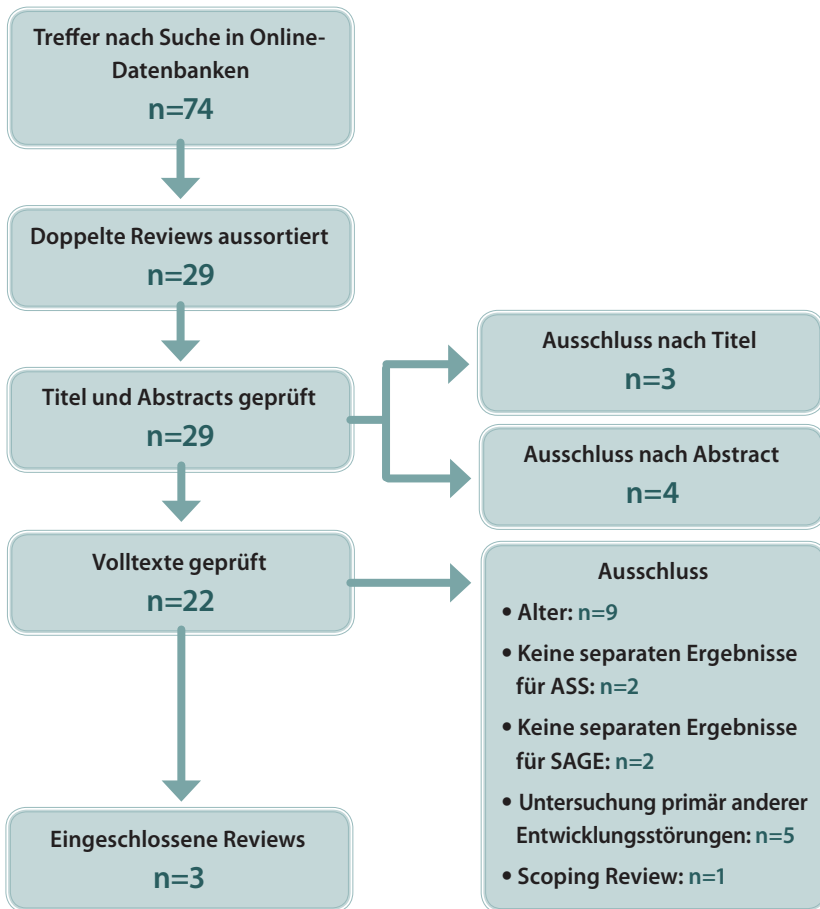 Treffer nach Suche in Online-
Datenbanken
n=74
Doppelte Reviews aussortiert
n=29
Titel und Abstracts geprüft
n=29
Ausschluss nach Titel
n=3
Ausschluss nach Abstract
n=4
Volltexte geprüft
n=22
Ausschluss
• Alter: n=9
• Keine separaten Ergebnisse
für ASS: n=2
• Keine separaten Ergebnisse
für SAGE: n=2
• Untersuchung primär anderer
Entwicklungsstörungen: n=5
• Scoping Review: n=1
Eingeschlossene Reviews
n=3